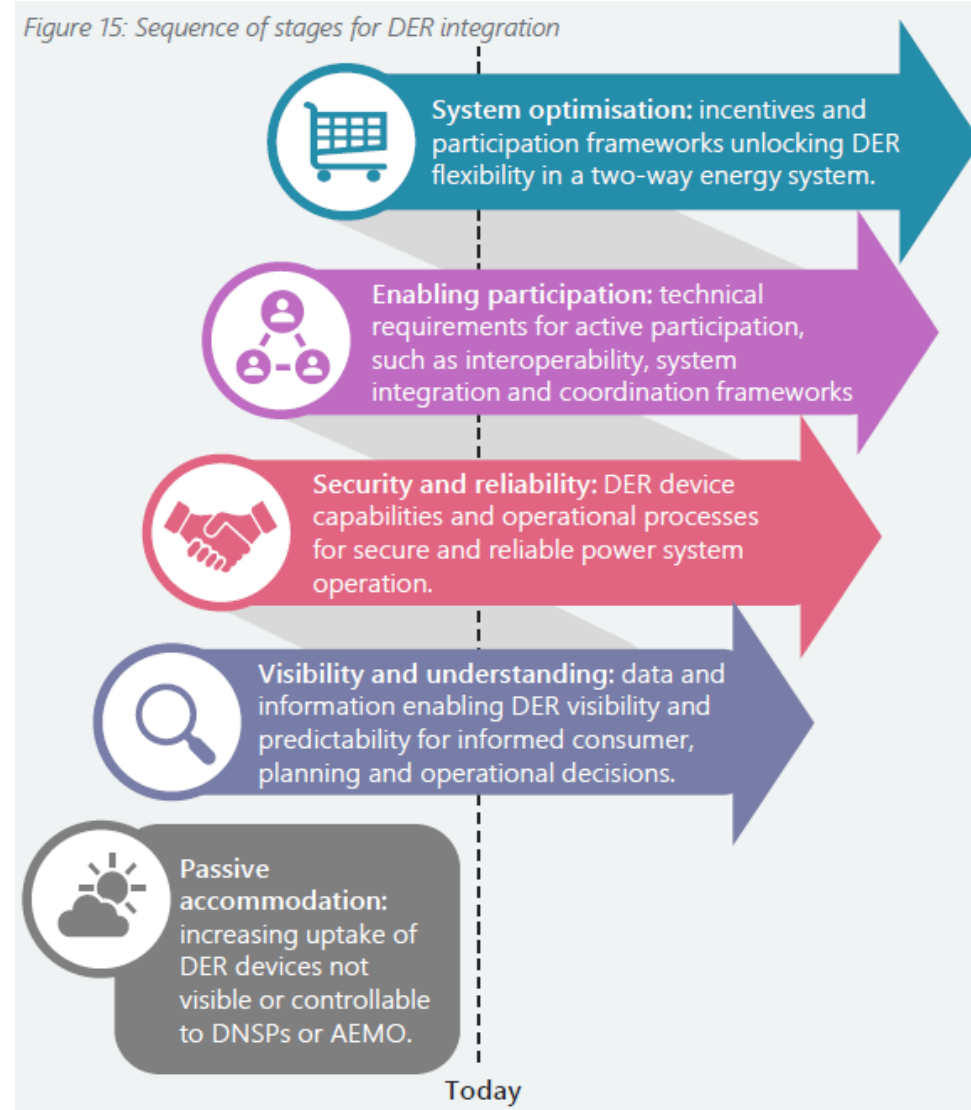 Figure 15: Sequence of stages for DER integration
System optimisation: incentives and
participation frameworks unlocking DER
flexibility in a two-way energy system.
Enabling participation: technical
requirements for active participation,
such as interoperability, system
integration and coordination frameworks
Security and reliability: DER device
capabilities and operational processes
for secure and reliable power system
operation.
Visibility and understanding: data and
information enabling DER visibility and
predictability for informed consumer,
planning and operational decisions.
Passive
accommodation:
increasing uptake of
DER devices not
visible or controllable
to DNSPs or AEMO.
Today